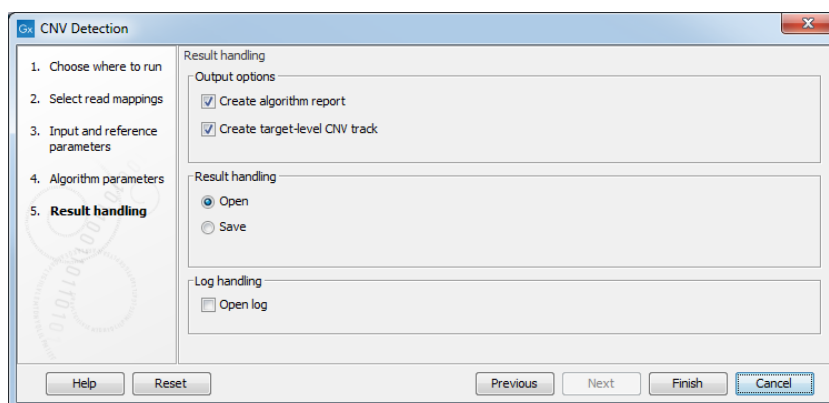 Gx CNV Detection
1. Choose where to run
2. Select read mappings
3. Input and reference
parameters
4. Algorithm parameters
5. Result handling
Result handling
Output options
Create algorithm report
Create target-level CNV track
Result handling
Open
Save
Log handling
Open log
Help Reset Previous Next Finish Cancel